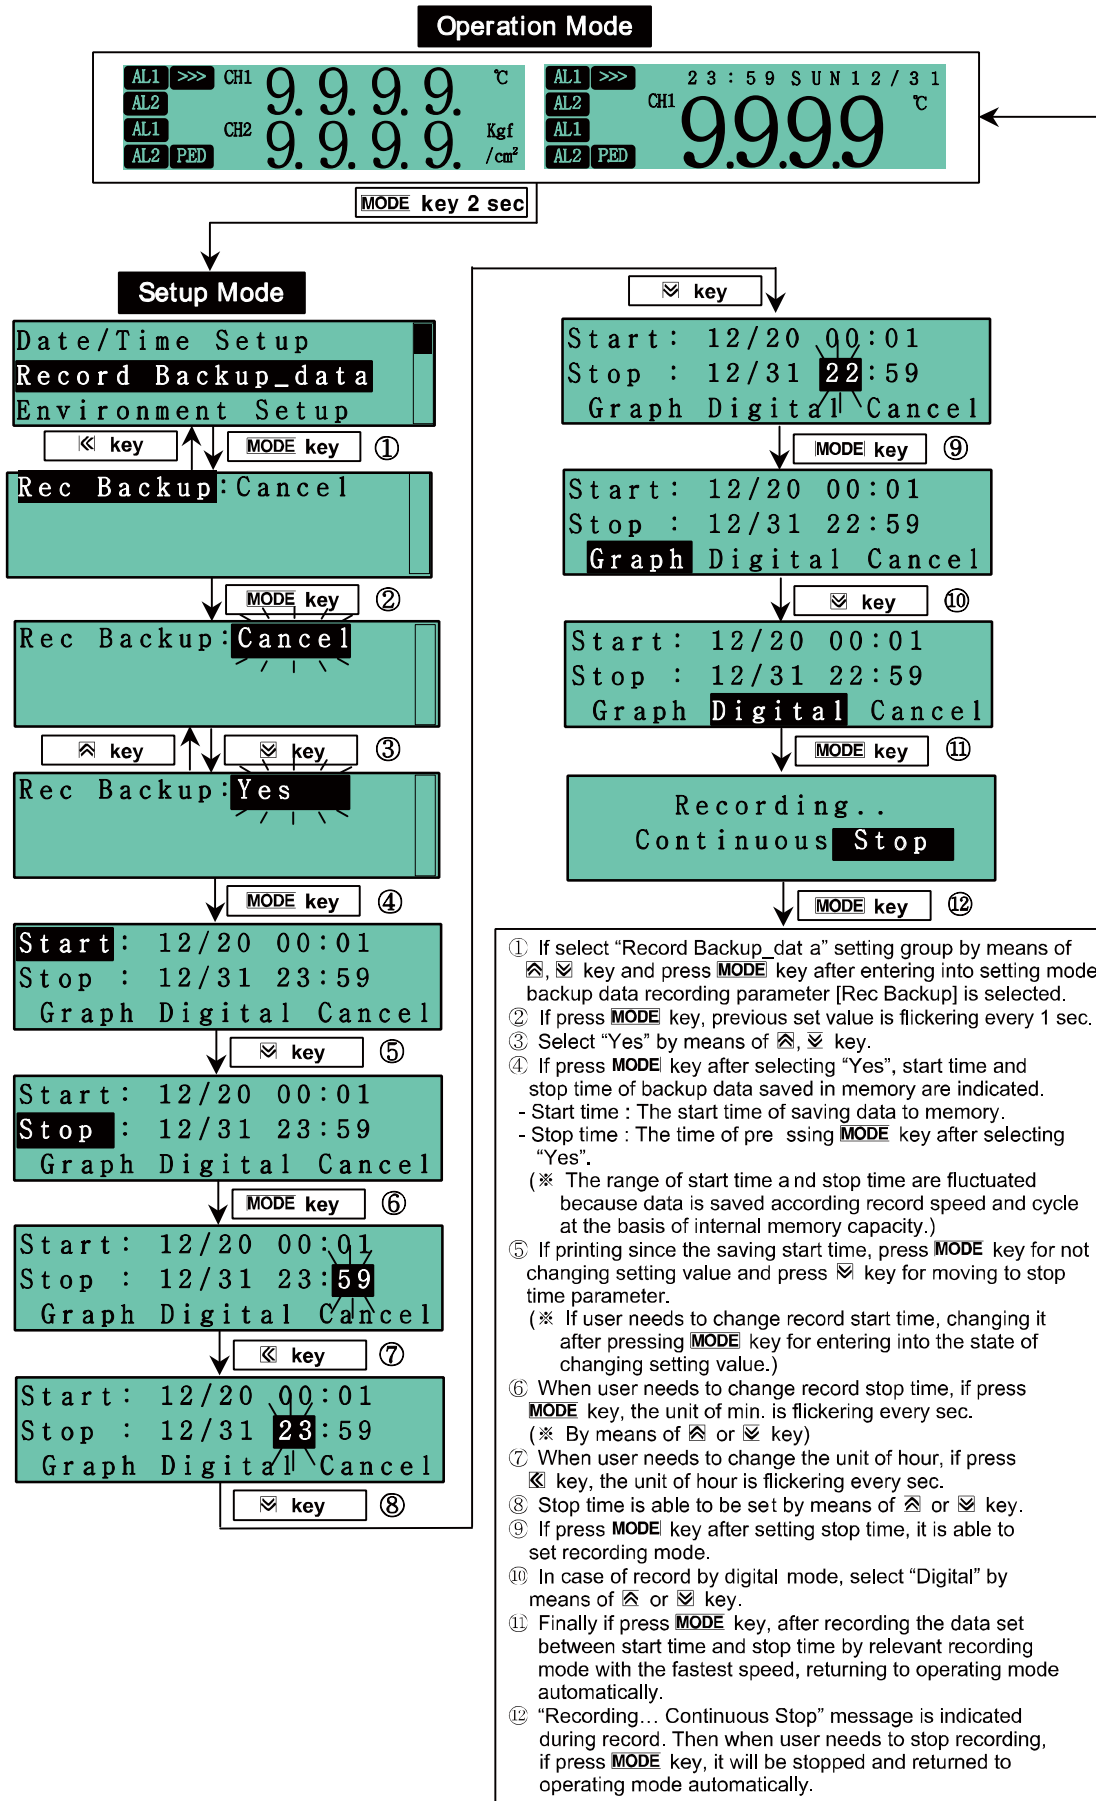 Operation Mode
AL1 >>> CH1 9.9.9.9. ℃
AL2
AL1 CH2 9.9.9.9. Kgf
AL2 PED /cm²
AL1 >>> 23:59 SUN12/31
AL2 CH1 9.9.9.9 ℃
AL1
AL2 PED
MODE key 2 sec
Setup Mode
Date/Time Setup
Record Backup_data
Environment Setup
key MODE key ①
Rec Backup:Cancel
MODE key ②
Rec Backup:Cancel
key key ③
Rec Backup:Yes
MODE key ④
Start: 12/20 00:01
Stop : 12/31 23:59
Graph Digital Cancel
key ⑤
Start: 12/20 00:01
Stop : 12/31 23:59
Graph Digital Cancel
MODE key ⑥
Start: 12/20 00:01
Stop : 12/31 23:59
Graph Digital Cancel
key ⑦
Start: 12/20 00:01
Stop : 12/31 23:59
Graph Digital Cancel
key ⑧
key
Start: 12/20 00:01
Stop : 12/31 22:59
Graph Digital Cancel
MODE key ⑨
Start: 12/20 00:01
Stop : 12/31 22:59
Graph Digital Cancel
key ⑩
Start: 12/20 00:01
Stop : 12/31 22:59
Graph Digital Cancel
MODE key ⑪
Recording..
Continuous Stop
MODE key ⑫
① If select “Record Backup_dat a” setting group by means of
, key and press MODE key after entering into setting mode
backup data recording parameter [Rec Backup] is selected.
② If press MODE key, previous set value is flickering every 1 sec.
③ Select “Yes” by means of , key.
④ If press MODE key after selecting “Yes”, start time and
stop time of backup data saved in memory are indicated.
- Start time : The start time of saving data to memory.
- Stop time : The time of pre ssing MODE key after selecting
“Yes”.
(※ The range of start time a nd stop time are fluctuated
because data is saved according record speed and cycle
at the basis of internal memory capacity.)
⑤ If printing since the saving start time, press MODE key for not
changing setting value and press key for moving to stop
time parameter.
(※ If user needs to change record start time, changing it
after pressing MODE key for entering into the state of
changing setting value.)
⑥ When user needs to change record stop time, if press
MODE key, the unit of min. is flickering every sec.
(※ By means of or key)
⑦ When user needs to change the unit of hour, if press
key, the unit of hour is flickering every sec.
⑧ Stop time is able to be set by means of or key.
⑨ If press MODE key after setting stop time, it is able to
set recording mode.
⑩ In case of record by digital mode, select “Digital” by
means of or key.
⑪ Finally if press MODE key, after recording the data set
between start time and stop time by relevant recording
mode with the fastest speed, returning to operating mode
automatically.
⑫ “Recording… Continuous Stop” message is indicated
during record. Then when user needs to stop recording,
if press MODE key, it will be stopped and returned to
operating mode automatically.